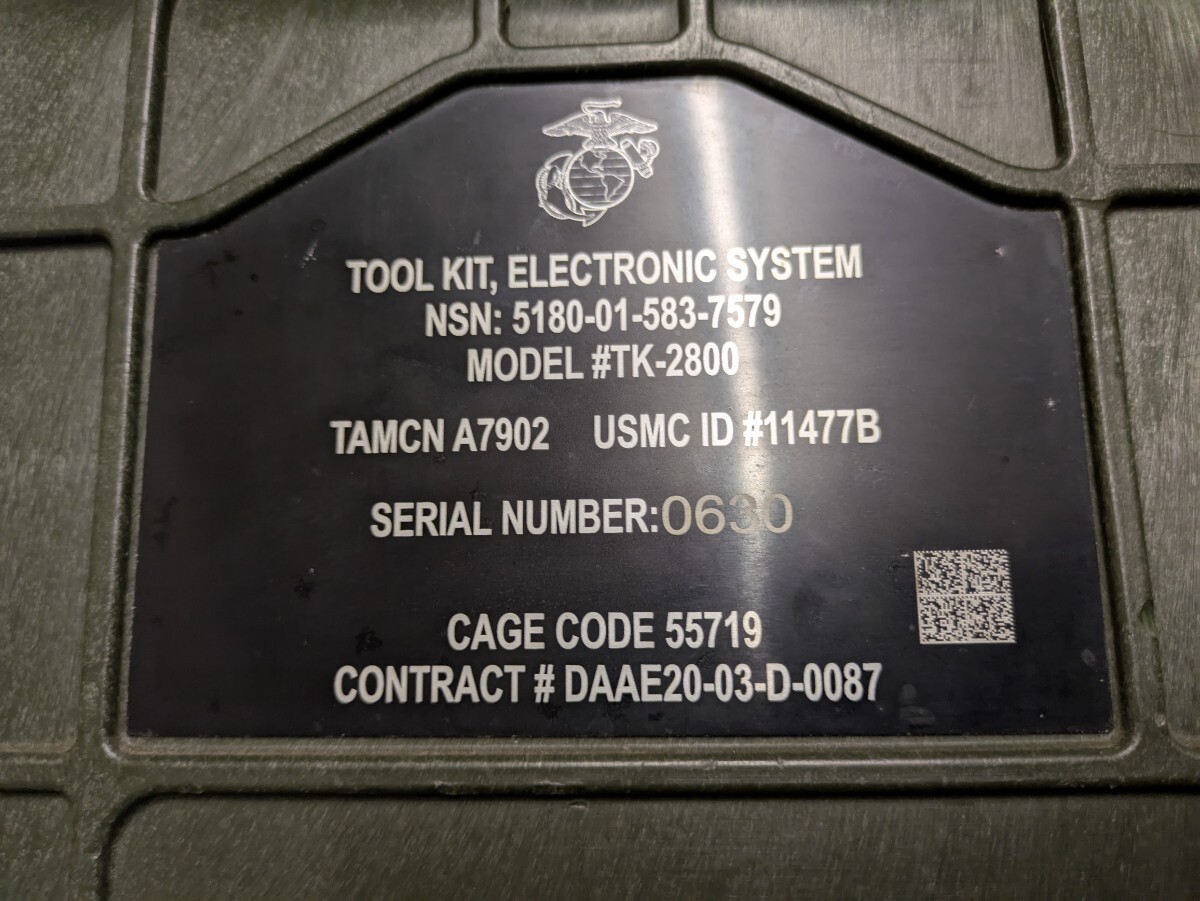 TOOL KIT, ELECTRONIC SYSTEM
NSN: 5180-01-583-7579
MODEL #TK-2800
TAMCN A7902 USMC ID #11477B
SERIAL NUMBER:0630
CAGE CODE 55719
CONTRACT # DAAE20-03-D-0087